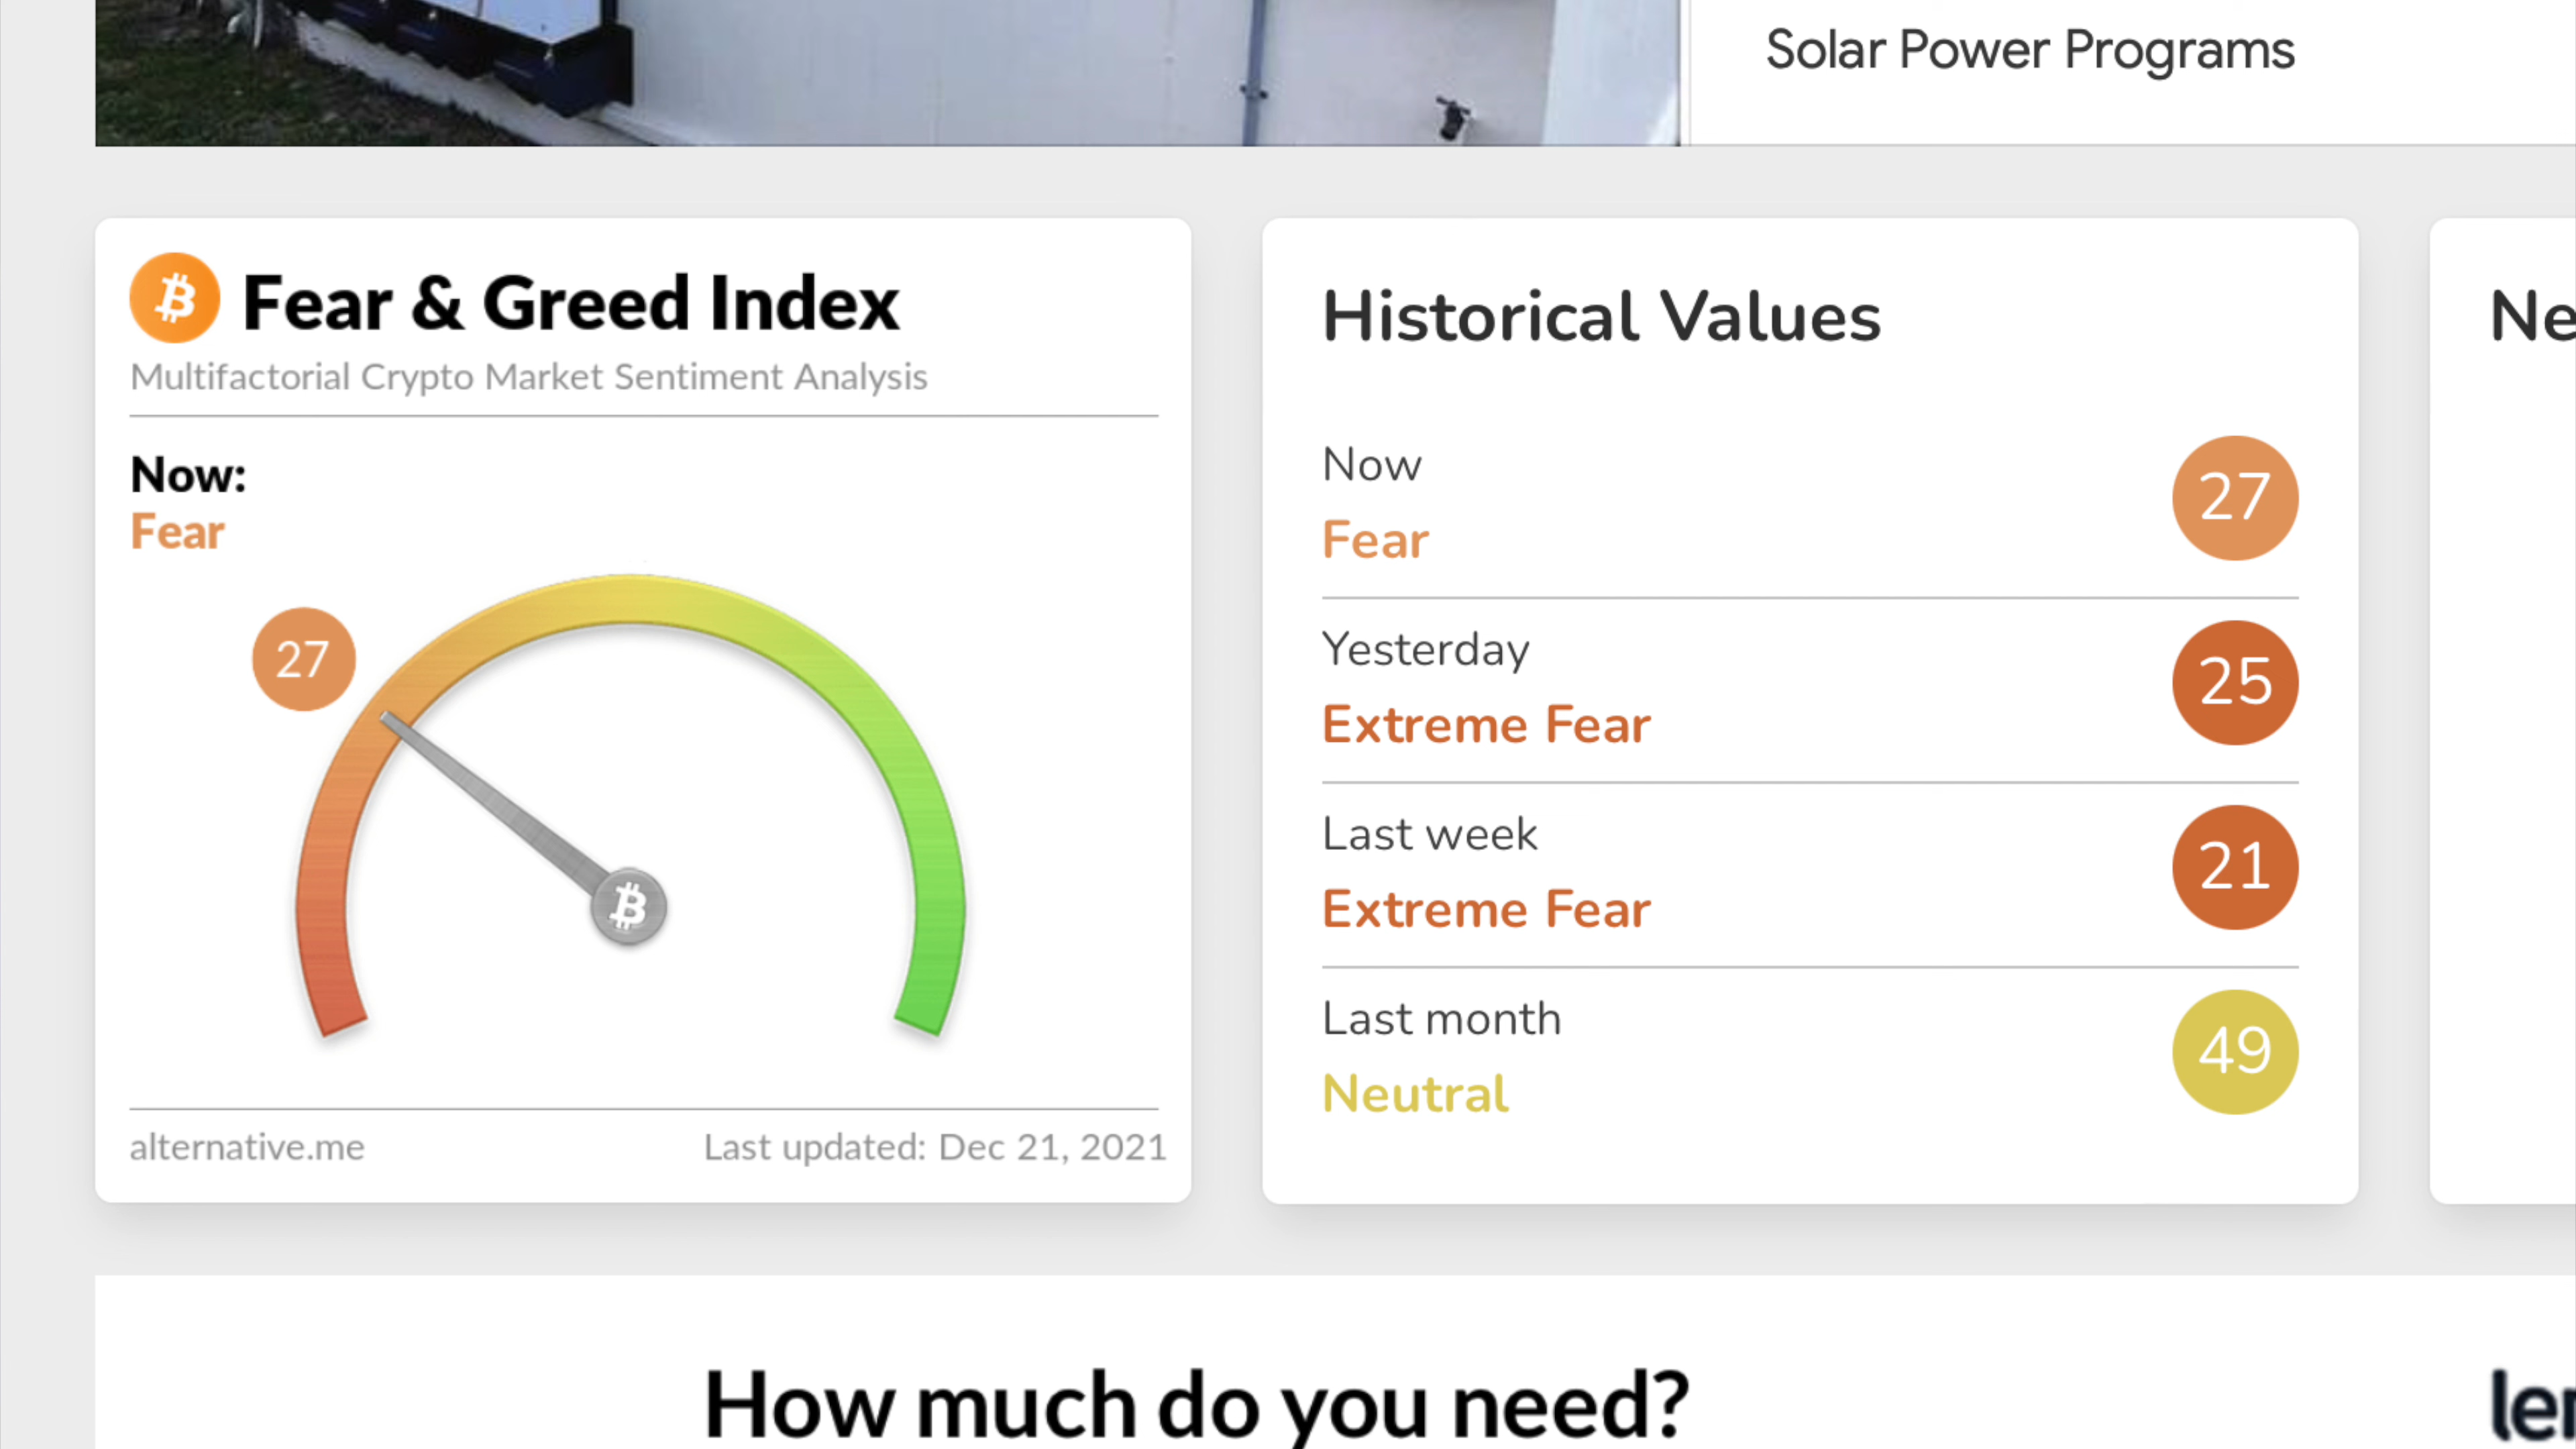 Solar Power Programs
Fear & Greed Index
Multifactorial Crypto Market Sentiment Analysis
Now:
Fear
27
alternative.me
Last updated: Dec 21, 2021
Historical Values
Now
Fear
27
Yesterday
Extreme Fear
25
Last week
Extreme Fear
21
Last month
Neutral
49
How much do you need?